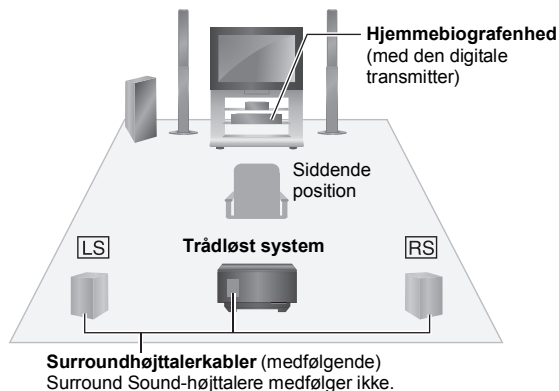 Hjemmebiografenhed
(med den digitale
transmitter)
Siddende
position
LS
Trådløst system
RS
Surroundhøjttalerkabler (medfølgende)
Surround Sound-højttalere medfølger ikke.